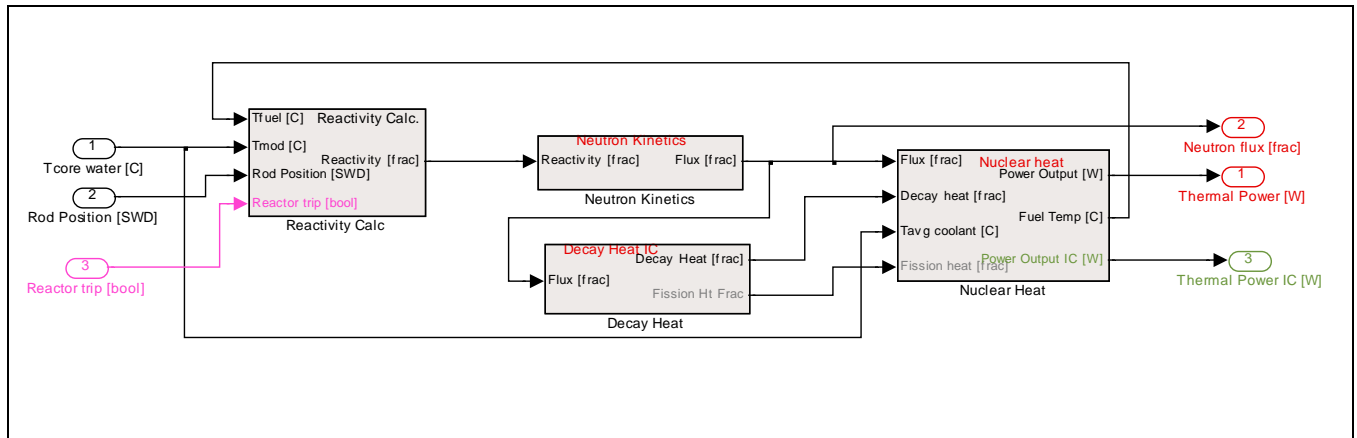 1
Tcore water [C]
2
Rod Position [SWD]
3
Reactor trip [bool]
Tfuel [C]
Reactivity Calc.
Tmod [C]
Reactivity [frac]
Rod Position [SWD]
Reactor trip [bool]
Reactivity Calc
Neutron Kinetics
Reactivity [frac]
Flux [frac]
Neutron Kinetics
Decay Heat IC
Decay Heat [frac]
Flux [frac]
Fission Ht Frac
Decay Heat
Flux [frac]
Nuclear heat
Power Output [W]
Decay heat [frac]
Fuel Temp [C]
Tavg coolant [C]
Power Output IC [W]
Fission heat [frac]
Nuclear Heat
2
Neutron flux [frac]
1
Thermal Power [W]
3
Thermal Power IC [W]